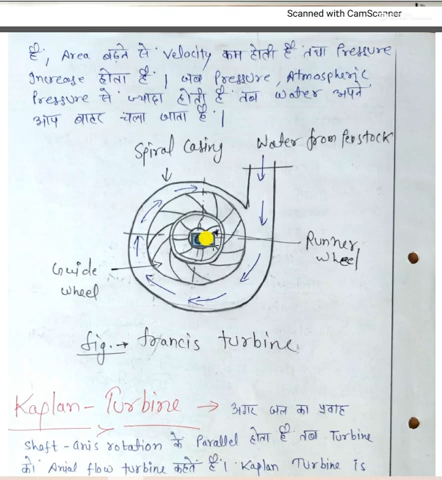 Scanned with CamScanner
है, Area बढ़ने से Velocity कम होती है तथा Pressure
Increase होता है। जब Pressure, Atmospheric
Pressure से ज्यादा होती है तब water अपने
आप बाहर चला जाता है।
Spiral Casing
Water from Penstock
Runner wheel
Guide wheel
fig. → francis turbine
Kaplan - Turbine → अगर जल का प्रवाह
Shaft-axis rotation के Parallel होता है तब Turbine
को Axial flow turbine कहते हैं। Kaplan Turbine is